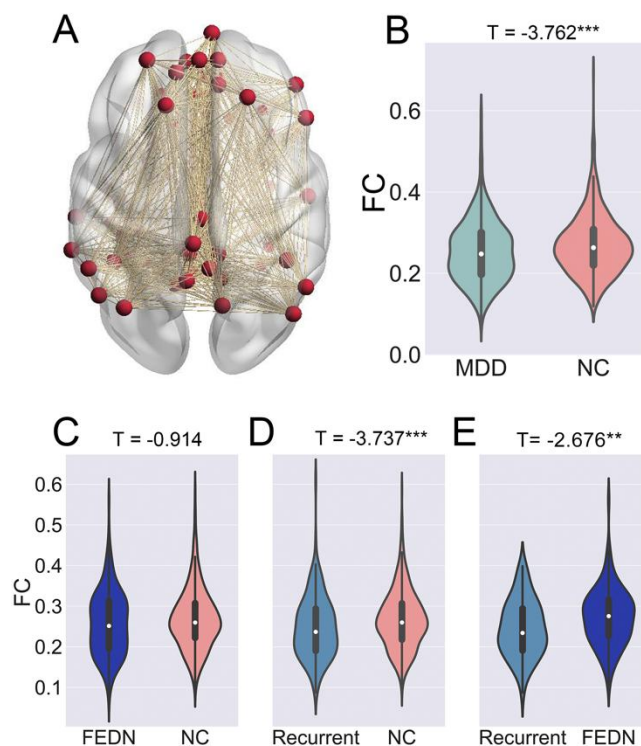 A
B
T = -3.762***
FC
0.6
0.4
0.2
0.0
MDD NC
C T = -0.914 D T = -3.737*** E T= -2.676**
FC
0.6
0.5
0.4
0.3
0.2
0.1
FEDN NC Recurrent NC Recurrent FEDN